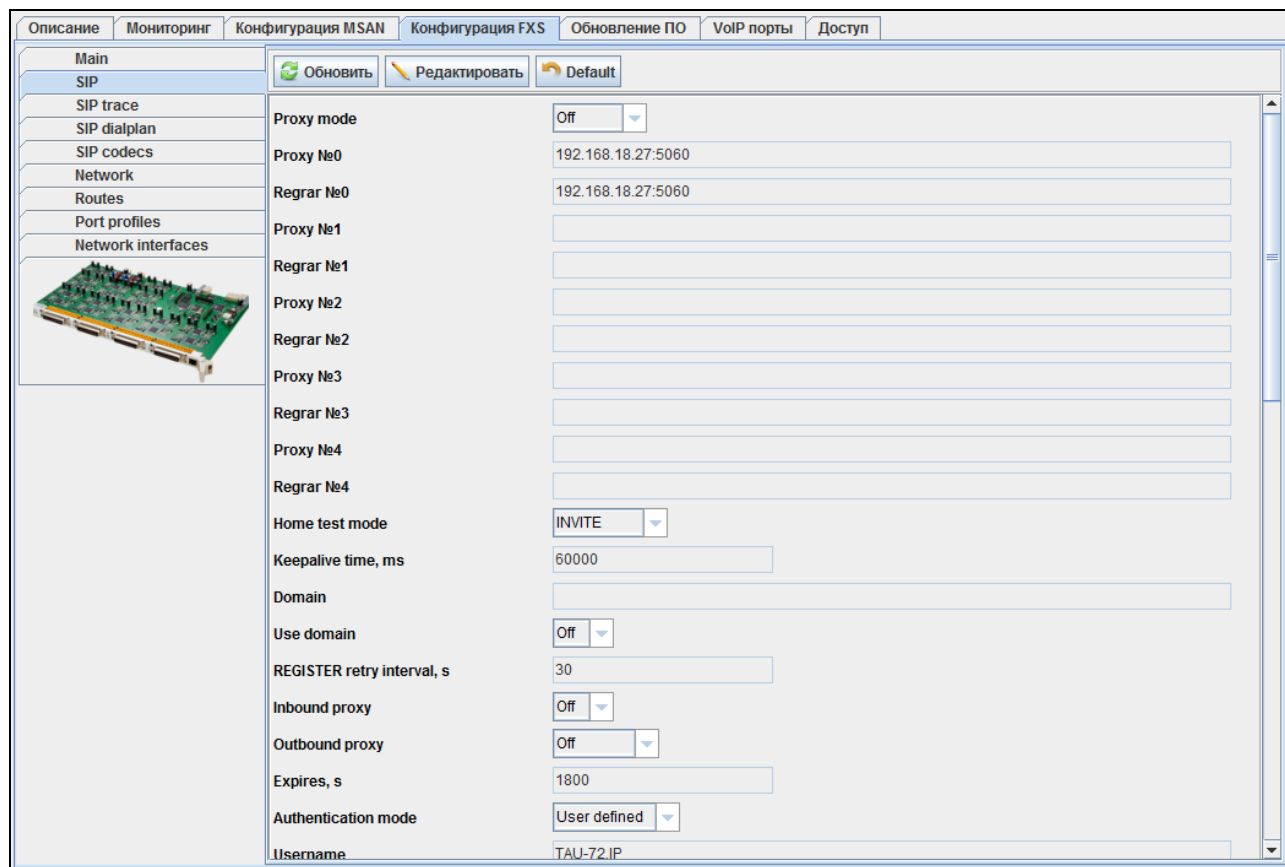 Описание Мониторинг Конфигурация MSAN Конфигурация FXS Обновление ПО VoIP порты Доступ
Main
SIP
SIP trace
SIP dialplan
SIP codecs
Network
Routes
Port profiles
Network interfaces
Обновить Редактировать Default
Proxy mode Off
Proxy №0 192.168.18.27:5060
Regrar №0 192.168.18.27:5060
Proxy №1
Regrar №1
Proxy №2
Regrar №2
Proxy №3
Regrar №3
Proxy №4
Regrar №4
Home test mode INVITE
Keepalive time, ms 60000
Domain
Use domain Off
REGISTER retry interval, s 30
Inbound proxy Off
Outbound proxy Off
Expires, s 1800
Authentication mode User defined
Username TAU-72.IP